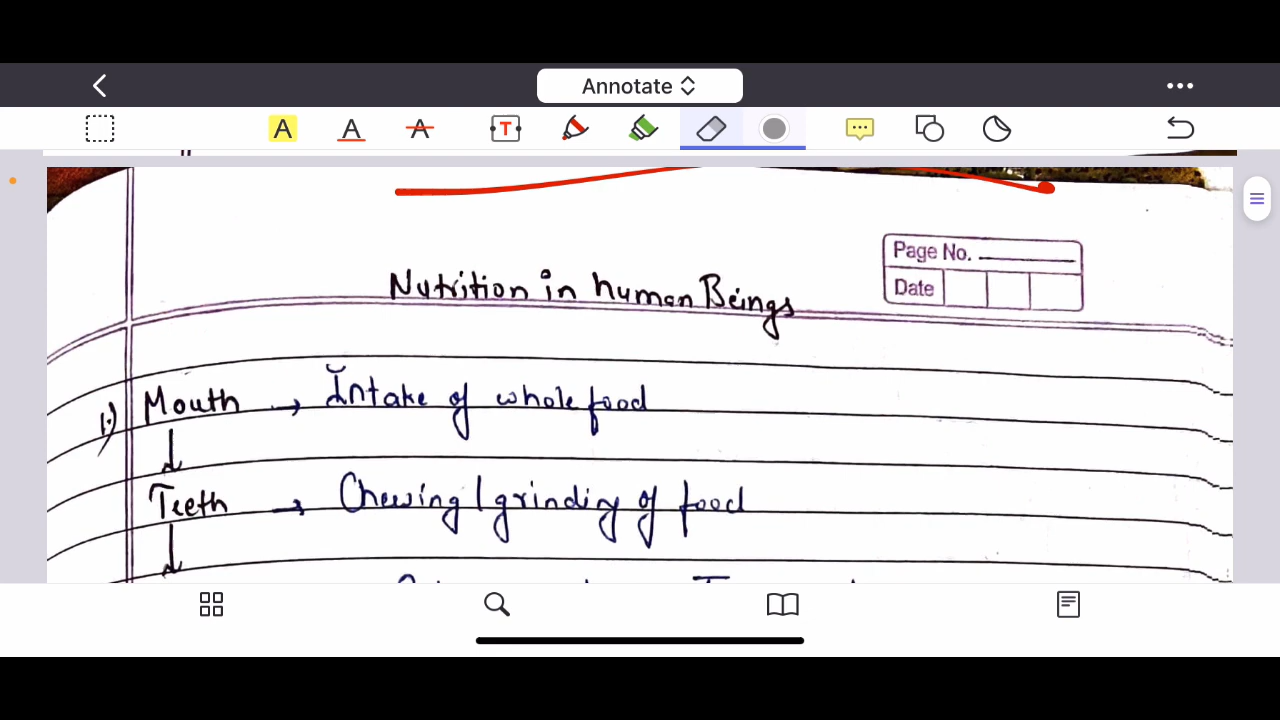 Annotate
A A A T
Page No.
Date
Nutrition in human Beings
1.) Mouth → Intake of whole food
↓
Teeth → Chewing / grinding of food
↓